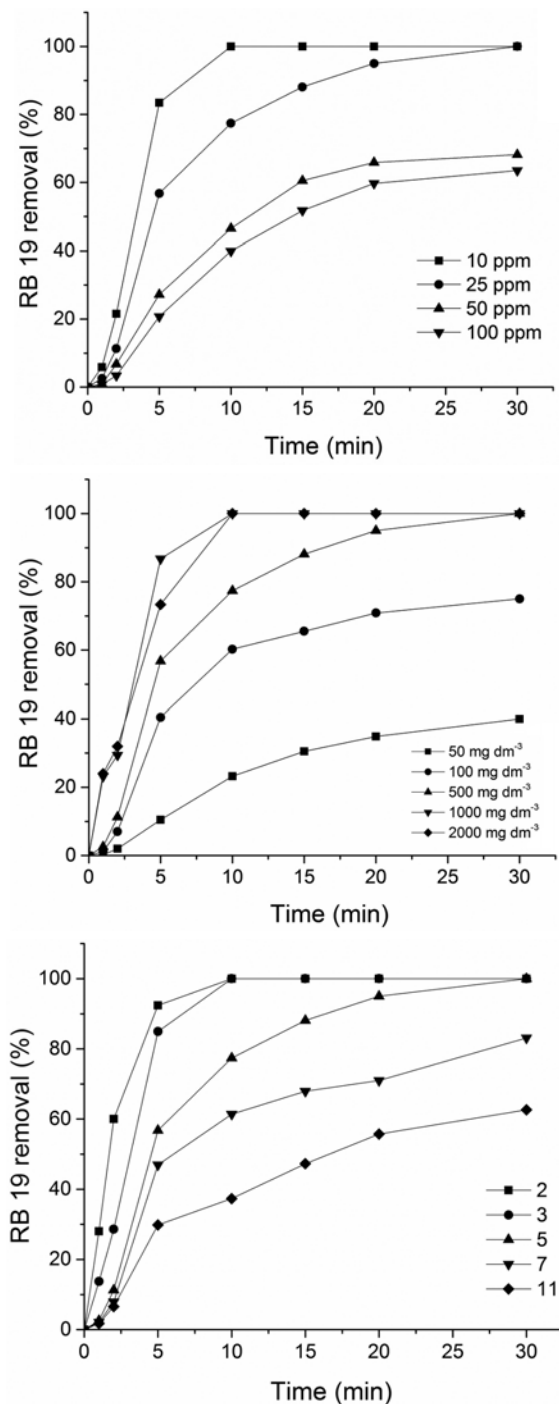 100
80
60
40
20
0
RB 19 removal (%)
10 ppm
25 ppm
50 ppm
100 ppm
0 5 10 15 20 25 30
Time (min)
100
80
60
40
20
0
RB 19 removal (%)
50 mg dm⁻³
100 mg dm⁻³
500 mg dm⁻³
1000 mg dm⁻³
2000 mg dm⁻³
0 5 10 15 20 25 30
Time (min)
100
80
60
40
20
0
RB 19 removal (%)
2
3
5
7
11
0 5 10 15 20 25 30
Time (min)